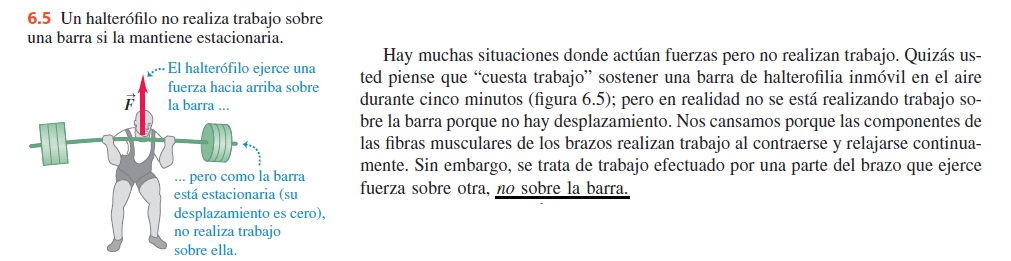 6.5 Un halterófilo no realiza trabajo sobre
una barra si la mantiene estacionaria.
El halterófilo ejerce una
fuerza hacia arriba sobre
la barra ...
F
... pero como la barra
está estacionaria (su
desplazamiento es cero),
no realiza trabajo
sobre ella.
Hay muchas situaciones donde actúan fuerzas pero no realizan trabajo. Quizás us-
ted piense que “cuesta trabajo” sostener una barra de halterofilia inmóvil en el aire
durante cinco minutos (figura 6.5); pero en realidad no se está realizando trabajo so-
bre la barra porque no hay desplazamiento. Nos cansamos porque las componentes de
las fibras musculares de los brazos realizan trabajo al contraerse y relajarse continua-
mente. Sin embargo, se trata de trabajo efectuado por una parte del brazo que ejerce
fuerza sobre otra, no sobre la barra.